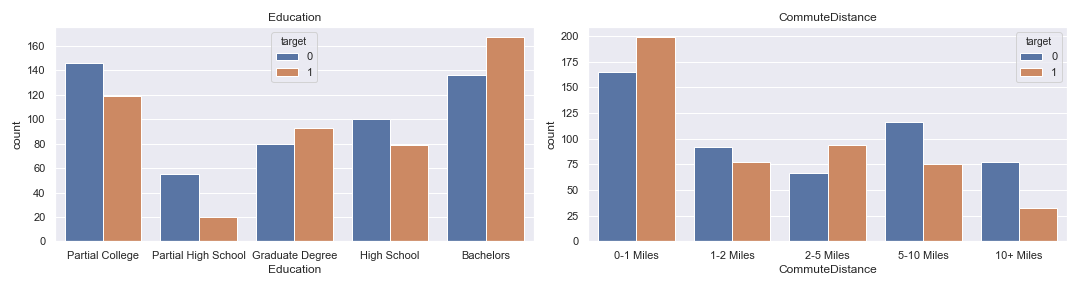 Education
target
0
1
count
160
140
120
100
80
60
40
20
0
Partial College
Partial High School
Graduate Degree
High School
Bachelors
Education
CommuteDistance
target
0
1
count
200
175
150
125
100
75
50
25
0
0-1 Miles
1-2 Miles
2-5 Miles
5-10 Miles
10+ Miles
CommuteDistance